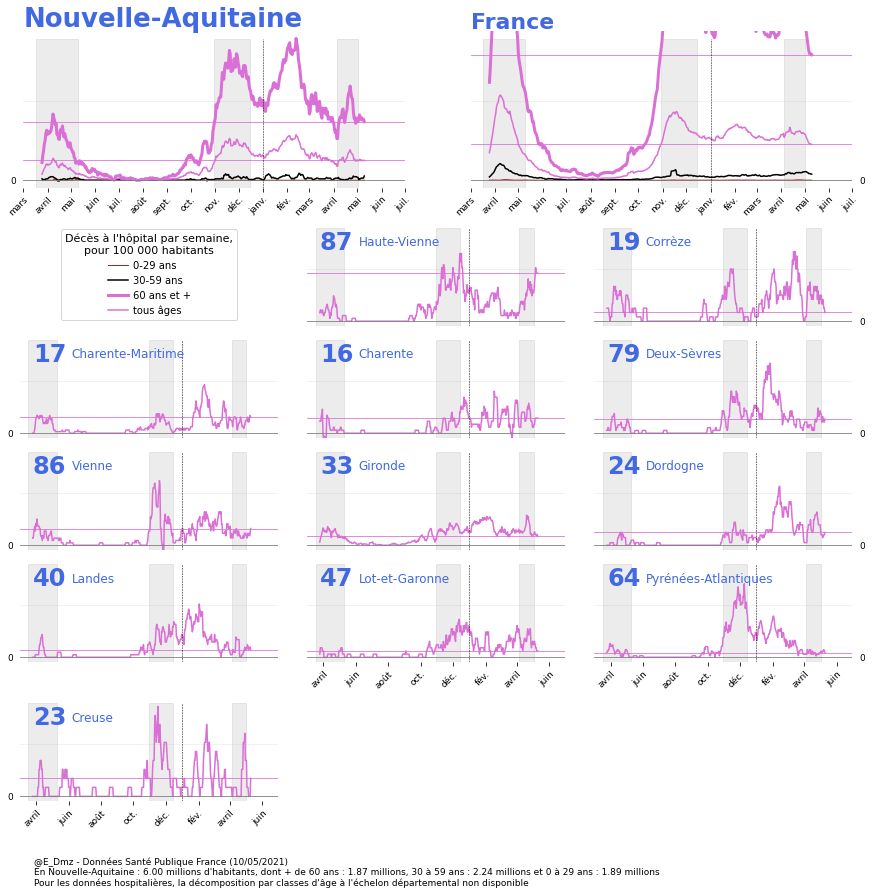 Nouvelle-Aquitaine
France
0
0
mars avril mai juin juil. août sept. oct. nov. déc. janv. fév. mars avril mai juin juil.
mars avril mai juin juil. août sept. oct. nov. déc. janv. fév. mars avril mai juin juil.
Décès à l'hôpital par semaine,
pour 100 000 habitants
0-29 ans
30-59 ans
60 ans et +
tous âges
87 Haute-Vienne
19 Corrèze
0
17 Charente-Maritime
16 Charente
79 Deux-Sèvres
0
0
86 Vienne
33 Gironde
24 Dordogne
0
0
40 Landes
47 Lot-et-Garonne
64 Pyrénées-Atlantiques
0
0
avril juin août oct. déc. fév. avril juin
avril juin août oct. déc. fév. avril juin
23 Creuse
0
avril juin août oct. déc. fév. avril juin
@E_Dmz - Données Santé Publique France (10/05/2021)
En Nouvelle-Aquitaine : 6.00 millions d'habitants, dont + de 60 ans : 1.87 millions, 30 à 59 ans : 2.24 millions et 0 à 29 ans : 1.89 millions
Pour les données hospitalières, la décomposition par classes d'âge à l'échelon départemental non disponible